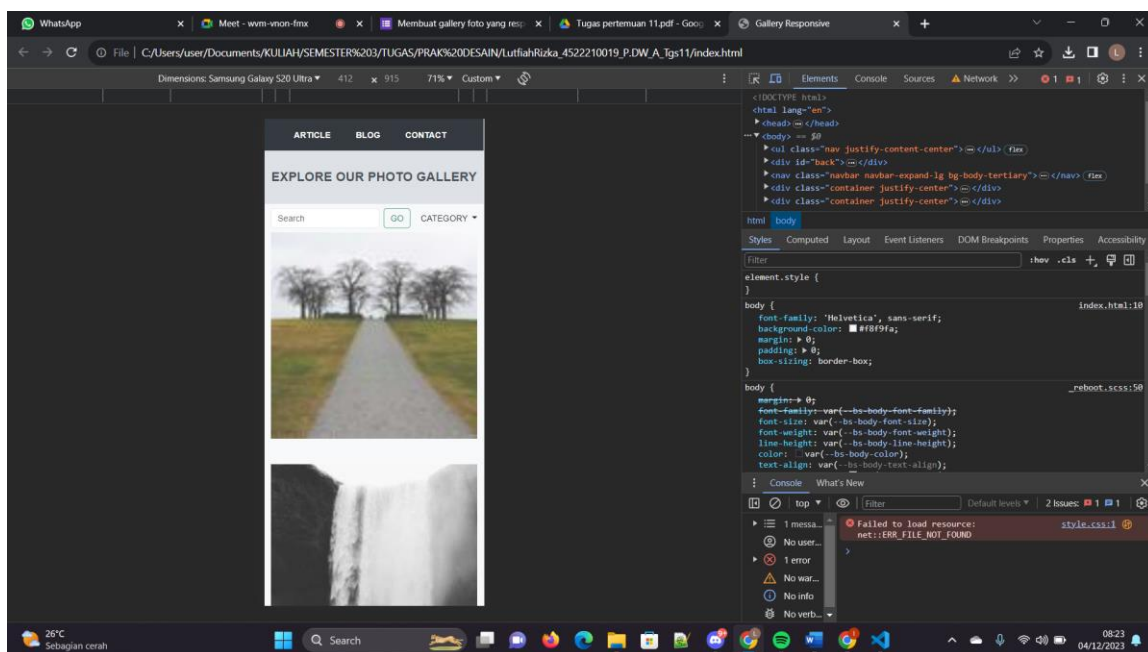 WhatsApp
Meet - wvm-vnon-fmx
Membuat gallery foto yang resp
Tugas pertemuan 11.pdf - Goog
Gallery Responsive
File
C:/Users/user/Documents/KULIAH/SEMESTER%203/TUGAS/PRAK%20DESAIN/LutfiahRizka_4522210019_P.DW_A_Tgs11/index.html
L
Dimensions: Samsung Galaxy S20 Ultra ▼ 412 x 915 71% ▼ Custom ▼
ARTICLE BLOG CONTACT
EXPLORE OUR PHOTO GALLERY
Search GO CATEGORY
Elements Console Sources Network >> 1 1
<!DOCTYPE html>
<html lang="en">
<head>…</head>
<body> == $0
<ul class="nav justify-content-center">…</ul> flex
<div id="back">…</div>
<nav class="navbar navbar-expand-lg bg-body-tertiary">…</nav> flex
<div class="container justify-center">…</div>
<div class="container justify-center">…</div>
html body
Styles Computed Layout Event Listeners DOM Breakpoints Properties Accessibility
Filter :hov .cls
element.style {
}
body { index.html:10
font-family: 'Helvetica', sans-serif;
background-color: #f8f9fa;
margin: 0;
padding: 0;
box-sizing: border-box;
}
body { _reboot.scss:50
margin: 0;
font-family: var(--bs-body-font-family);
font-size: var(--bs-body-font-size);
font-weight: var(--bs-body-font-weight);
line-height: var(--bs-body-line-height);
color: var(--bs-body-color);
text-align: var(--bs-body-text-align);
Console What's New
top ▼ Filter Default levels ▼ 2 Issues: 1 1
1 messa...
No user...
1 error
No war...
No info
No verb...
Failed to load resource: style.css:1
net::ERR_FILE_NOT_FOUND
26°C
Sebagian cerah
Search
08:23
04/12/2023